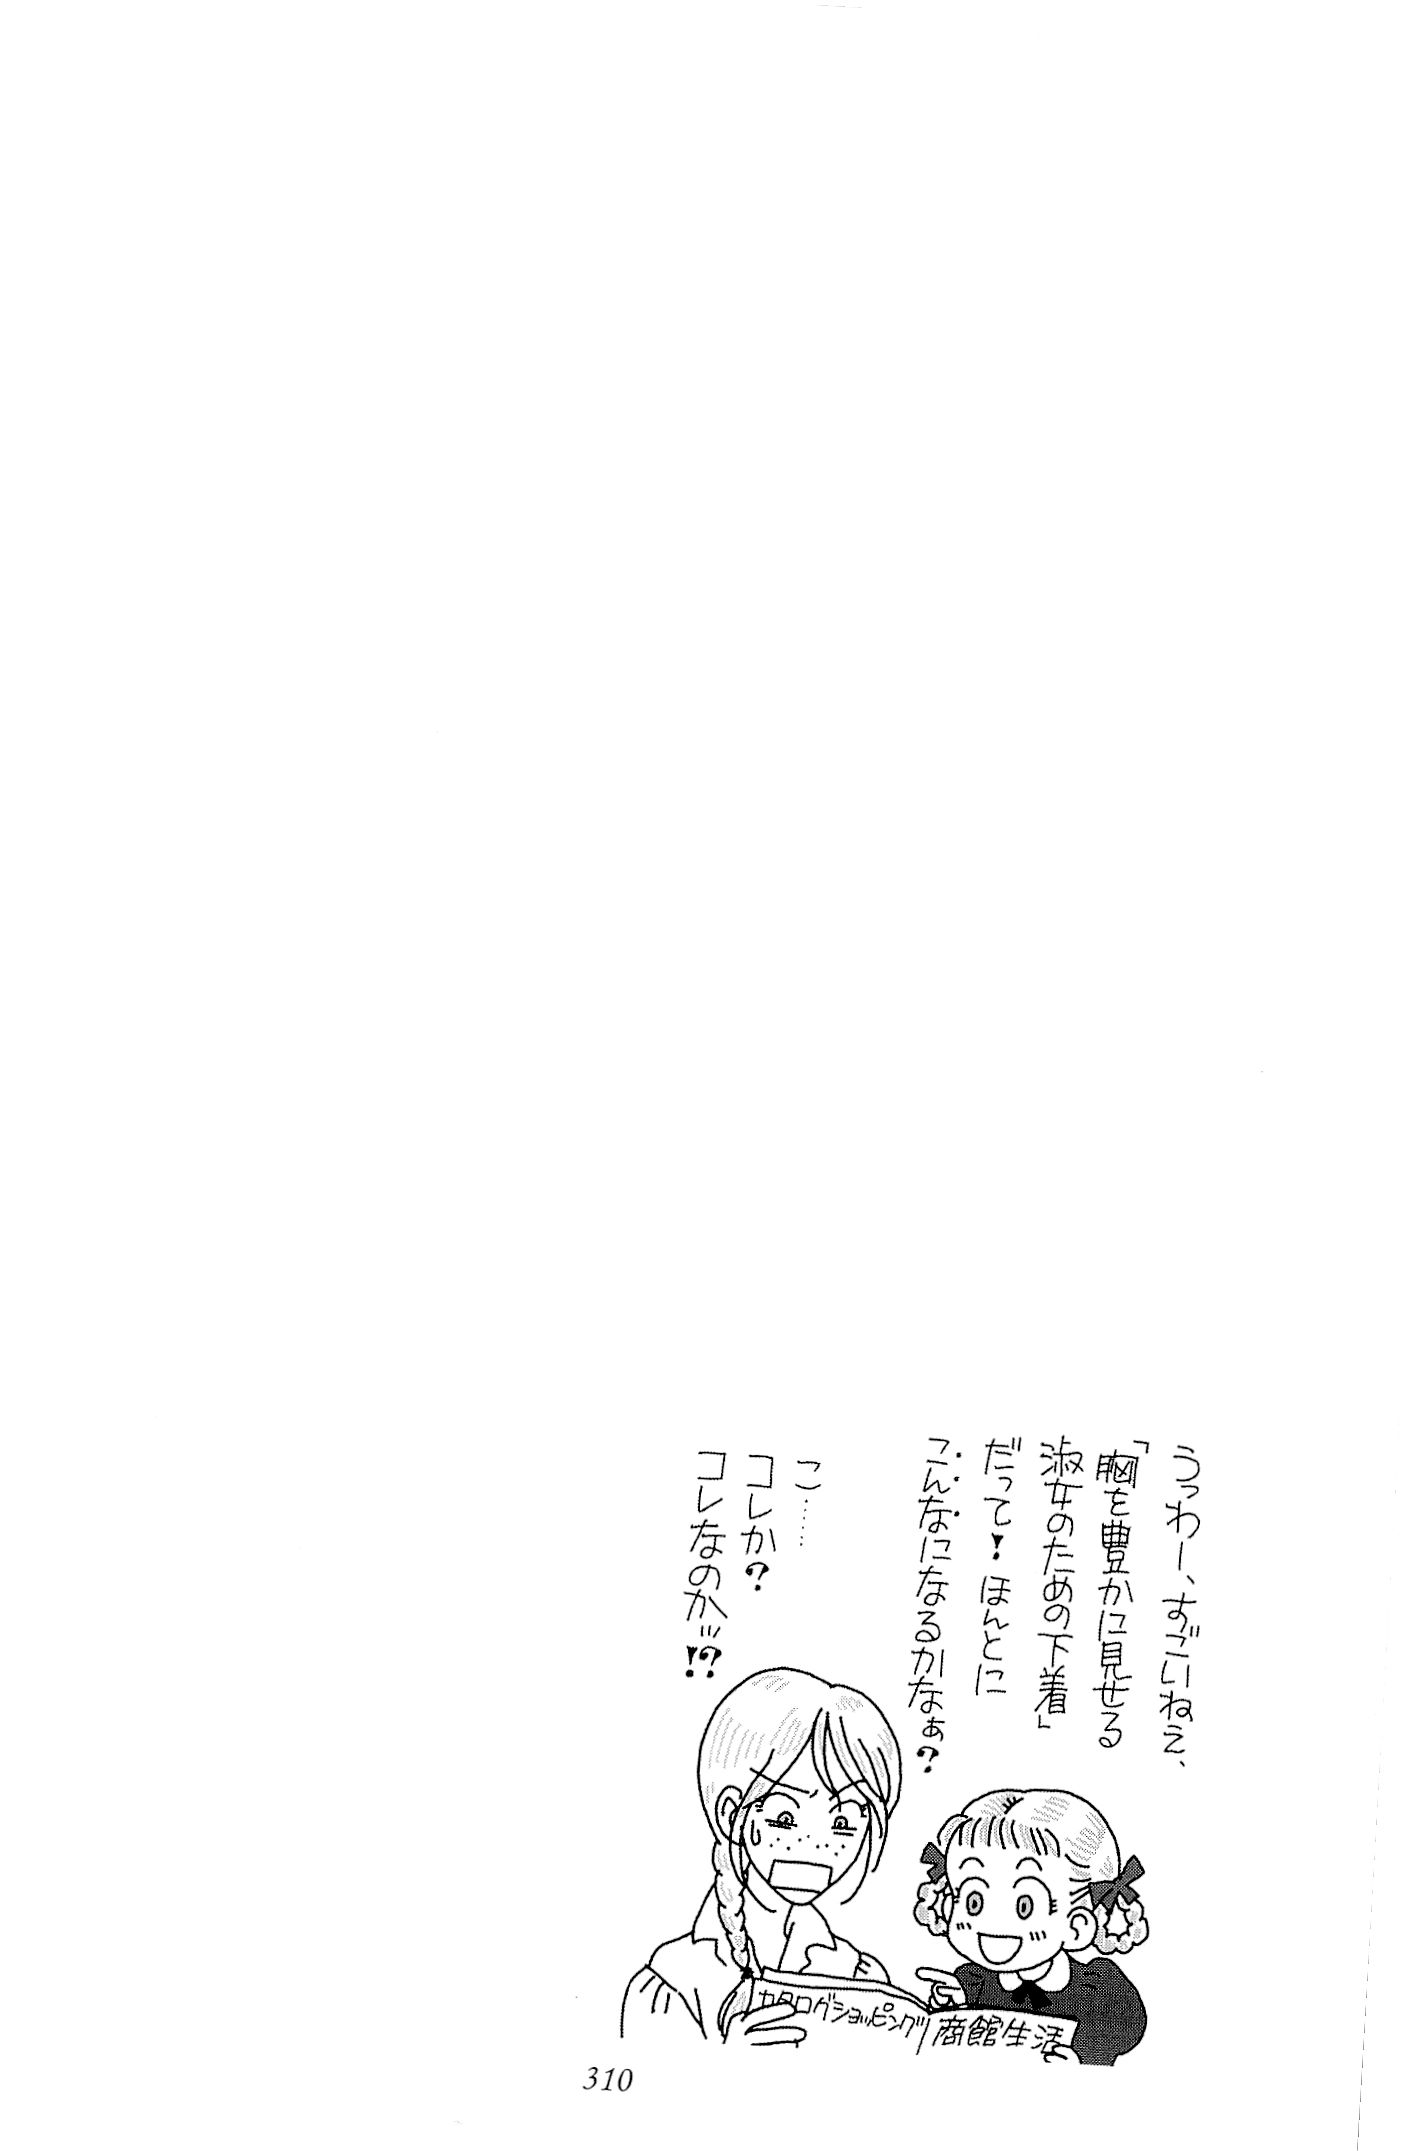 うっわー、すごいねえ、
「胸を豊かに見せる
淑女のための下着」
だって！ほんとに
こんなになるかなぁ？
こ……
コレか？
コレなのかッ！？
カタログショッピング
商館生活
310